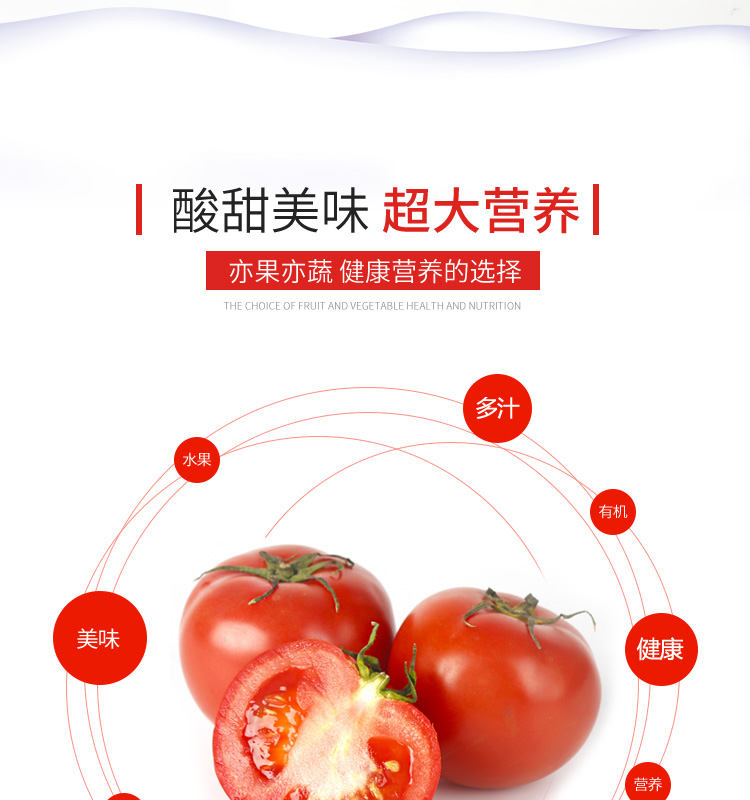 酸甜美味 超大营养
亦果亦蔬 健康营养的选择
THE CHOICE OF FRUIT AND VEGETABLE HEALTH AND NUTRITION
多汁
水果
有机
美味
健康
营养